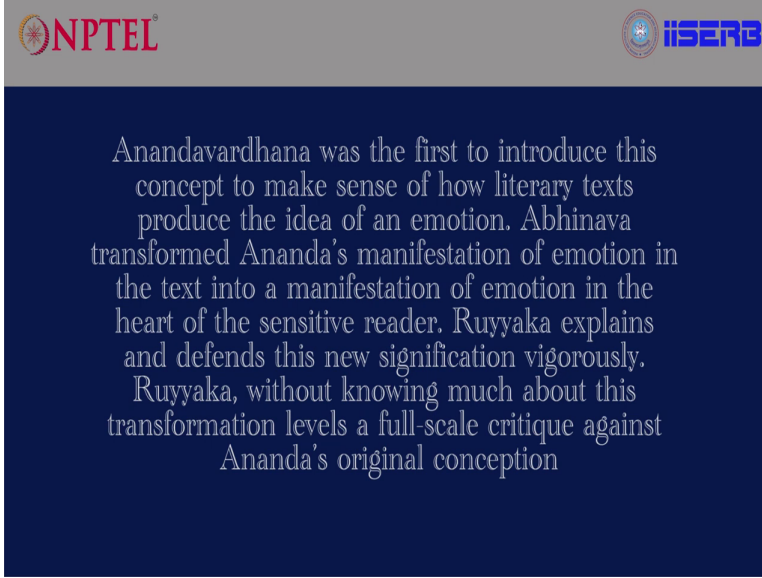 NPTEL
iiSERB
Anandavardhana was the first to introduce this
concept to make sense of how literary texts
produce the idea of an emotion. Abhinava
transformed Ananda's manifestation of emotion in
the text into a manifestation of emotion in the
heart of the sensitive reader. Ruyyaka explains
and defends this new signification vigorously.
Ruyyaka, without knowing much about this
transformation levels a full-scale critique against
Ananda's original conception